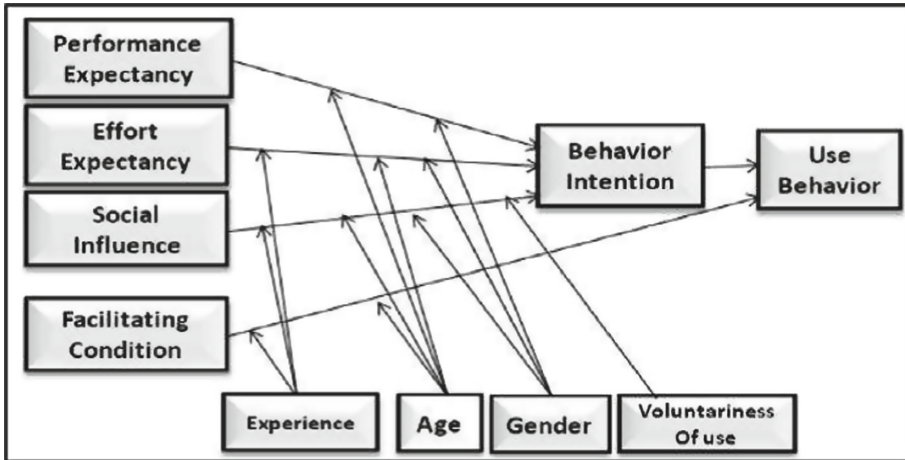 Performance
Expectancy
Effort
Expectancy
Social
Influence
Facilitating
Condition
Behavior
Intention
Use
Behavior
Experience
Age
Gender
Voluntariness
Of use